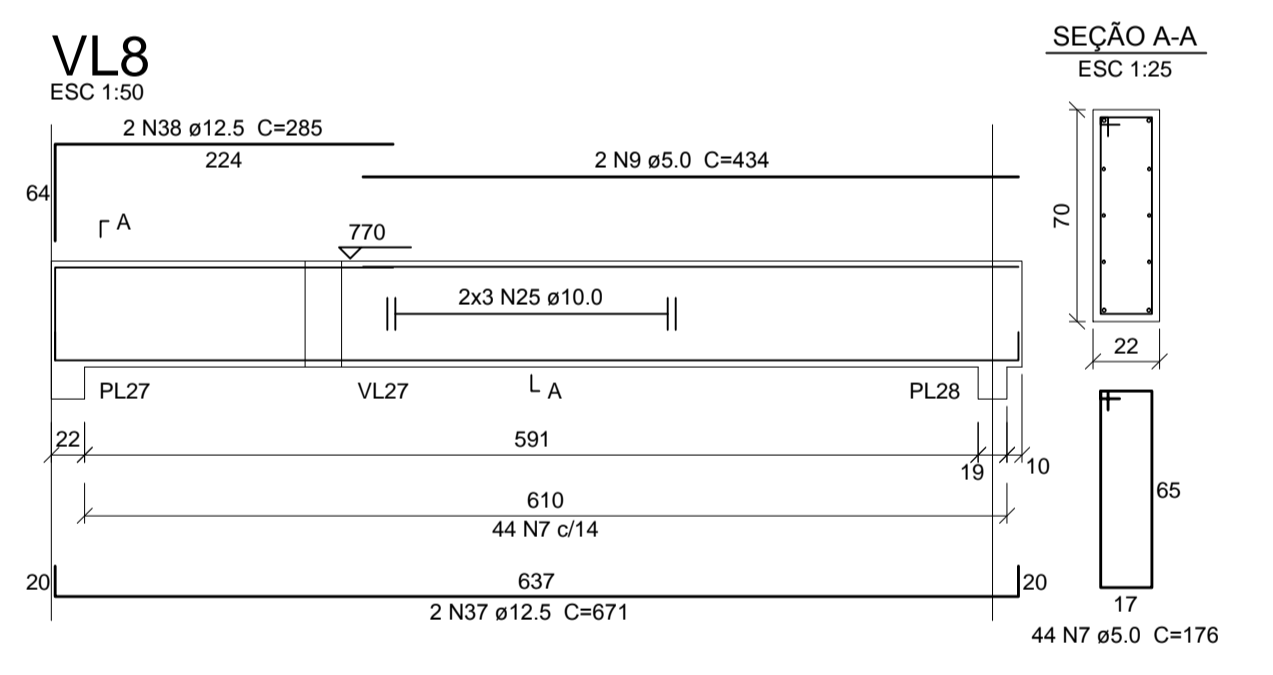 VL8
ESC 1:50
SEÇÃO A-A
ESC 1:25
2 N38 ø12.5 C=285
224
64
2 N9 ø5.0 C=434
A
770
2x3 N25 ø10.0
PL27
VL27
A
PL28
70
22
22
591
19
10
610
44 N7 c/14
20
637
20
2 N37 ø12.5 C=671
65
17
44 N7 ø5.0 C=176